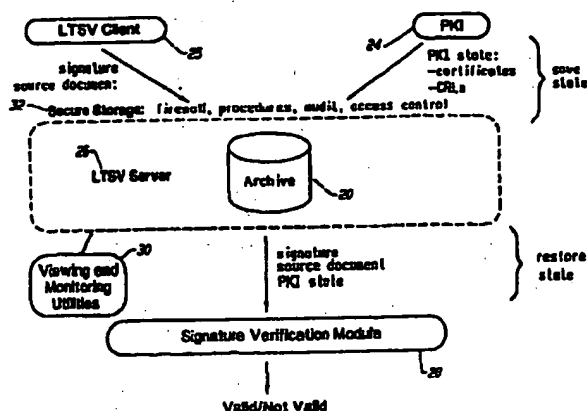 LTSV Client
25
24
PKI
signature
source document:
PKI state:
-certificates
-CRLs
save
state
32
Secure Storage: firewall, procedures, audit, access control
26
LTSV Server
Archive
20
30
Viewing and
Monitoring
Utilities
signature
source document
PKI state
restore
state
Signature Verification Module
28
Valid/Not Valid